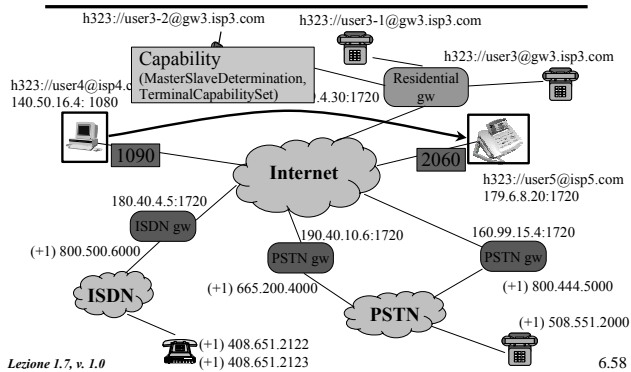 h323://user3-2@gw3.isp3.com
h323://user3-1@gw3.isp3.com
h323://user3@gw3.isp3.com
Capability
(MasterSlaveDetermination,
TerminalCapabilitySet)
.4.30:1720
Residential
gw
h323://user4@isp4.c
140.50.16.4: 1080
1090
2060
Internet
h323://user5@isp5.com
179.6.8.20:1720
180.40.4.5:1720
ISDN gw
190.40.10.6:1720
160.99.15.4:1720
(+1) 800.500.6000
PSTN gw
PSTN gw
(+1) 665.200.4000
(+1) 800.444.5000
ISDN
PSTN
(+1) 508.551.2000
(+1) 408.651.2122
(+1) 408.651.2123
Lezione 1.7, v. 1.0
6.58